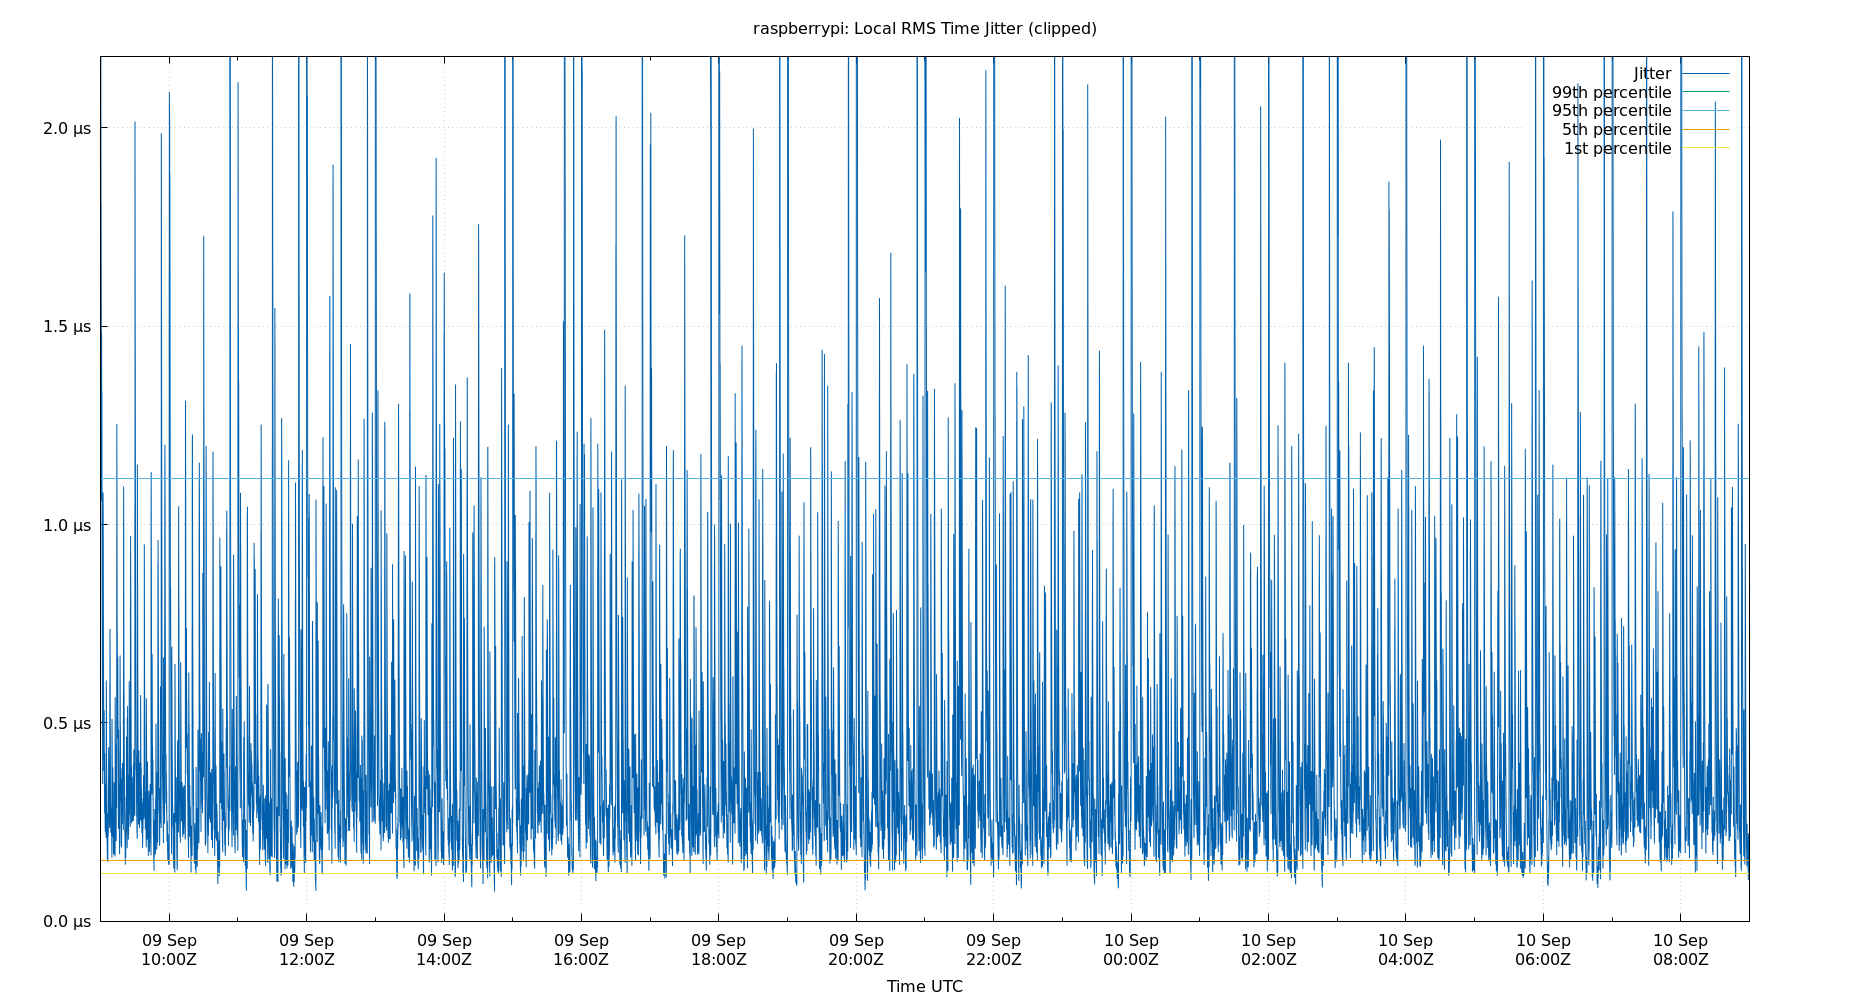 raspberrypi: Local RMS Time Jitter (clipped)
Jitter
99th percentile
95th percentile
5th percentile
1st percentile
2.0 µs
1.5 µs
1.0 µs
0.5 µs
0.0 µs
09 Sep 09 Sep 09 Sep 09 Sep 09 Sep 09 Sep 09 Sep 10 Sep 10 Sep 10 Sep 10 Sep 10 Sep
10:00Z 12:00Z 14:00Z 16:00Z 18:00Z 20:00Z 22:00Z 00:00Z 02:00Z 04:00Z 06:00Z 08:00Z
Time UTC